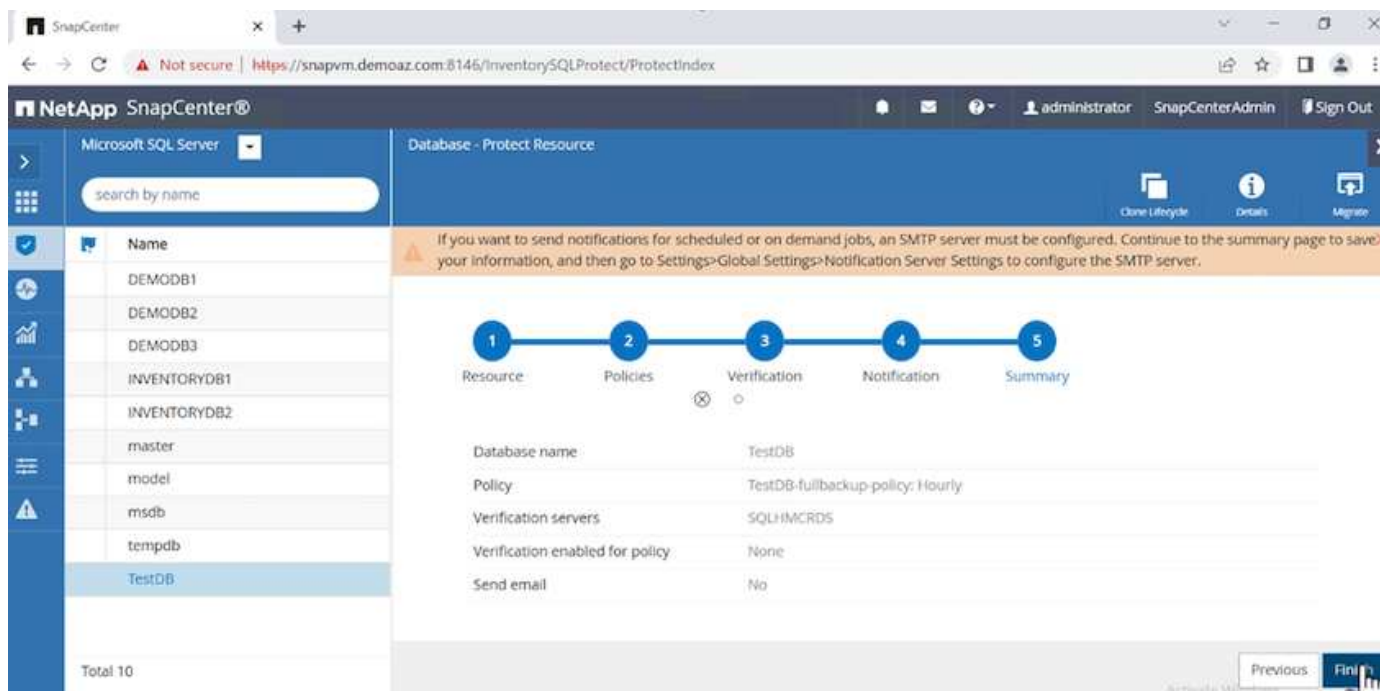 SnapCenter
Not secure | https://snapvm.demoaz.com:8146/InventorySQLProtect/ProtectIndex
NetApp SnapCenter®
administrator SnapCenterAdmin Sign Out
Microsoft SQL Server
Database - Protect Resource
search by name
Clone Lifecycle Details Migrate
If you want to send notifications for scheduled or on demand jobs, an SMTP server must be configured. Continue to the summary page to save
your information, and then go to Settings>Global Settings>Notification Server Settings to configure the SMTP server.
Name
DEMODB1
DEMODB2
DEMODB3
INVENTORYDB1
INVENTORYDB2
master
model
msdb
tempdb
TestDB
Total 10
1 2 3 4 5
Resource Policies Verification Notification Summary
Database name TestDB
Policy TestDB-fullbackup-policy: Hourly
Verification servers SQLHMCRDS
Verification enabled for policy None
Send email No
Previous